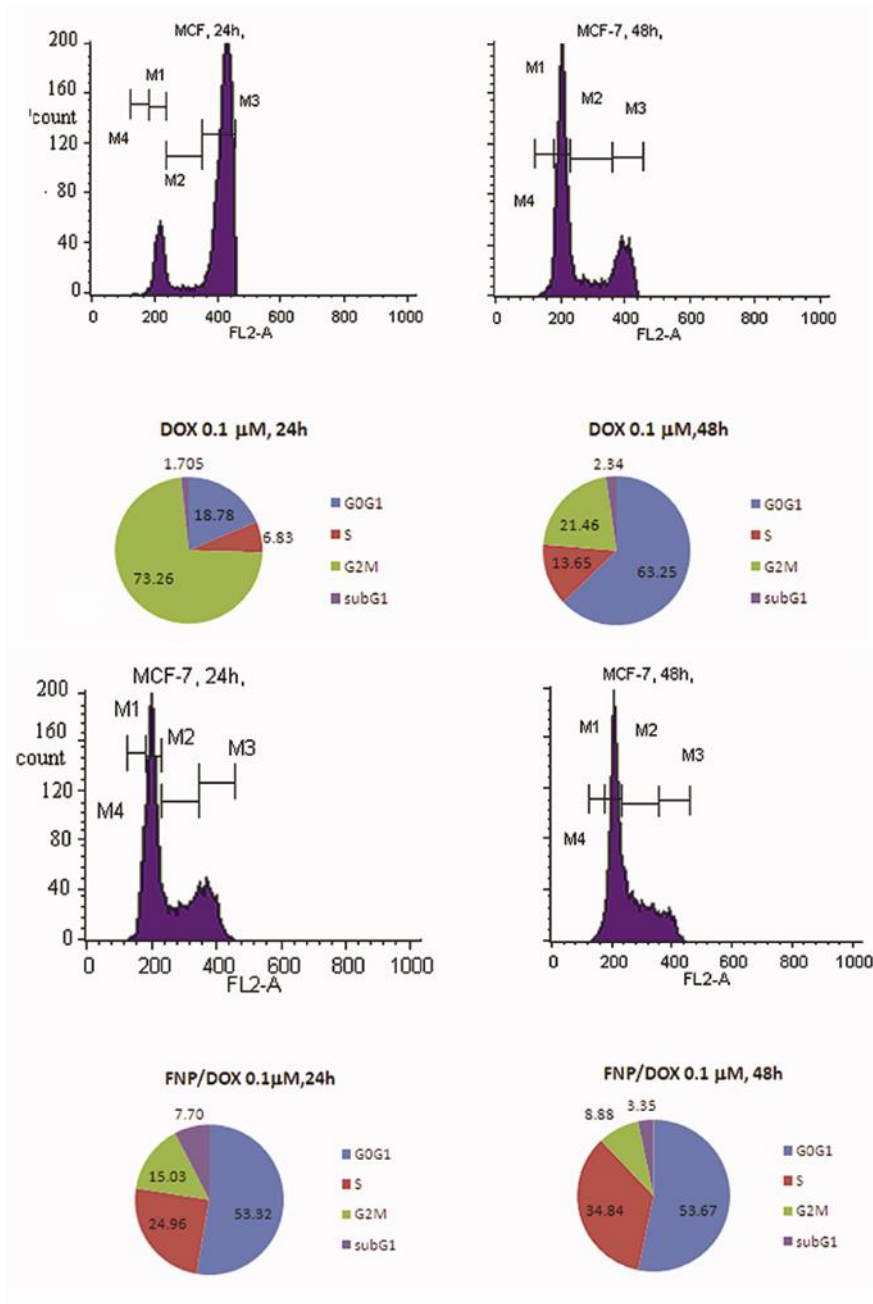 MCF, 24h,
200
160
'count
120
80
40
0
M1
M3
M4
M2
0 200 400 600 800 1000
FL2-A
MCF-7, 48h,
M1
M2
M3
M4
0 200 400 600 800 1000
FL2-A
DOX 0.1 µM, 24h
1.705
18.78
6.83
73.26
G0G1
S
G2M
subG1
DOX 0.1 µM,48h
2.34
21.46
13.65
63.25
G0G1
S
G2M
subG1
MCF-7, 24h,
200
160
count
120
80
40
0
M1
M2
M3
M4
0 200 400 600 800 1000
FL2-A
MCF-7, 48h,
M1
M2
M3
M4
0 200 400 600 800 1000
FL2-A
FNP/DOX 0.1µM,24h
7.70
15.03
24.96
53.32
G0G1
S
G2M
subG1
FNP/DOX 0.1 µM, 48h
8.88
3.35
34.84
53.67
G0G1
S
G2M
subG1